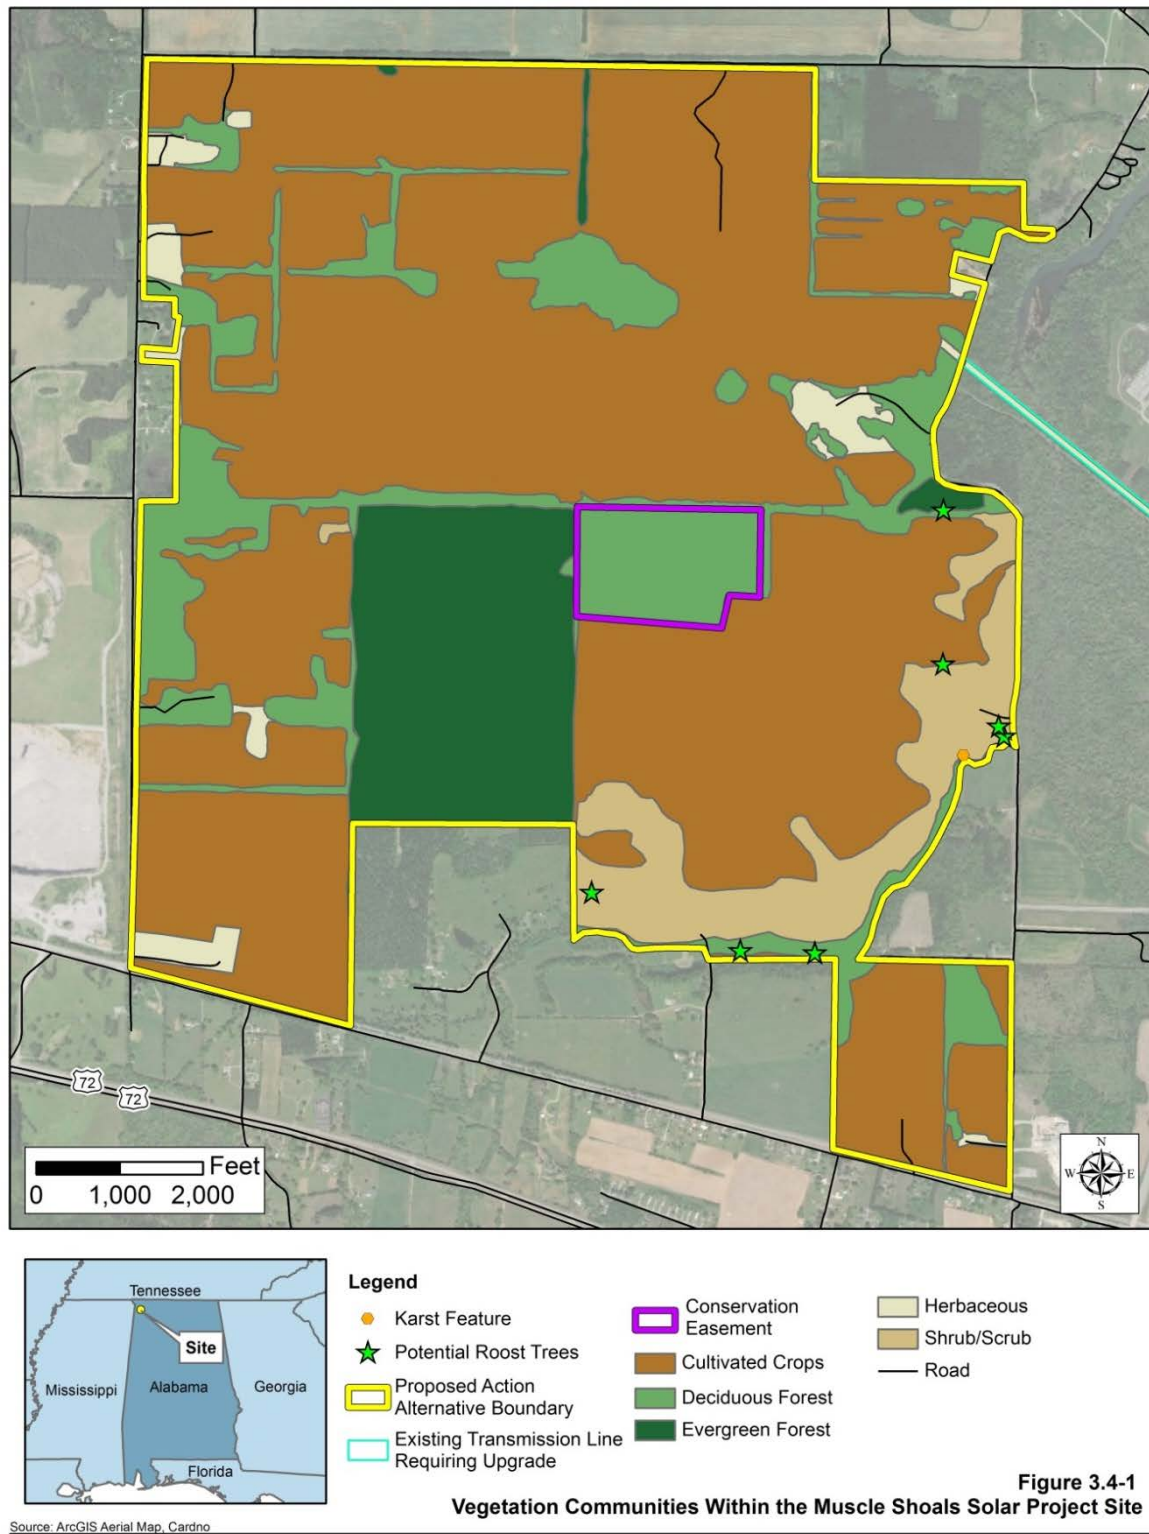 72
72
Feet
0 1,000 2,000
N
W E
S
Tennessee
Site
Mississippi Alabama Georgia
Florida
Legend
Karst Feature
Potential Roost Trees
Proposed Action
Alternative Boundary
Existing Transmission Line
Requiring Upgrade
Conservation
Easement
Cultivated Crops
Deciduous Forest
Evergreen Forest
Herbaceous
Shrub/Scrub
Road
Figure 3.4-1
Vegetation Communities Within the Muscle Shoals Solar Project Site
Source: ArcGIS Aerial Map, Cardno